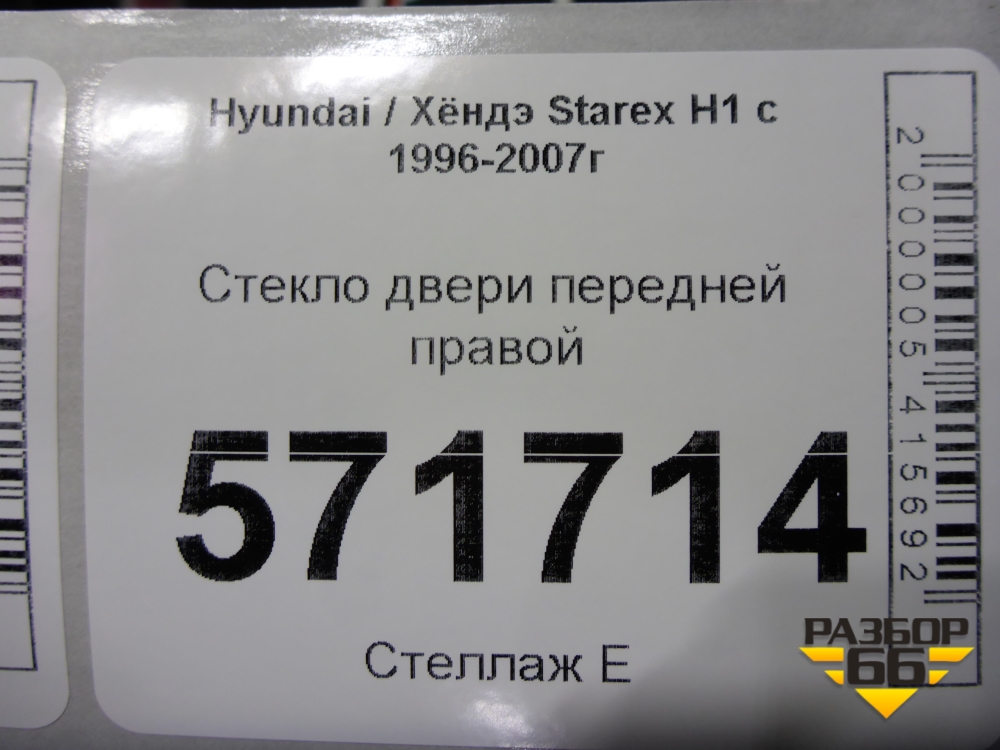 Hyundai / Хёндэ Starex H1 с
1996-2007г
Стекло двери передней
правой
571714
Стеллаж Е
2000005415692
РАЗБОР
66